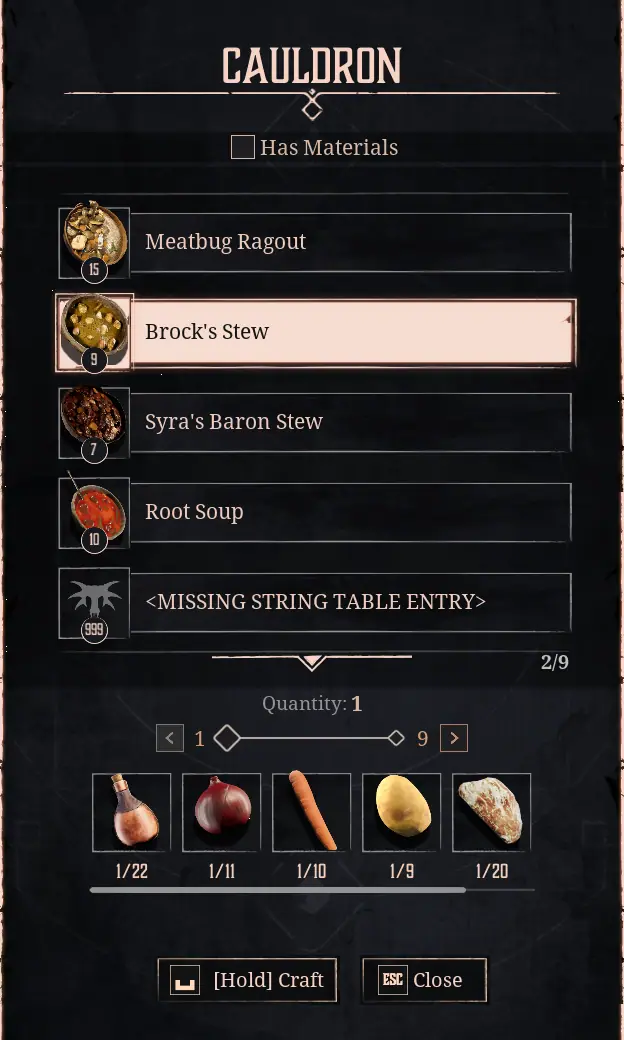 CAULDRON
Has Materials
15
Meatbug Ragout
9
Brock's Stew
7
Syra's Baron Stew
10
Root Soup
999
<MISSING STRING TABLE ENTRY>
2/9
Quantity: 1
< 1 9 >
1/22 1/11 1/10 1/9 1/20
[Hold] Craft
ESC Close